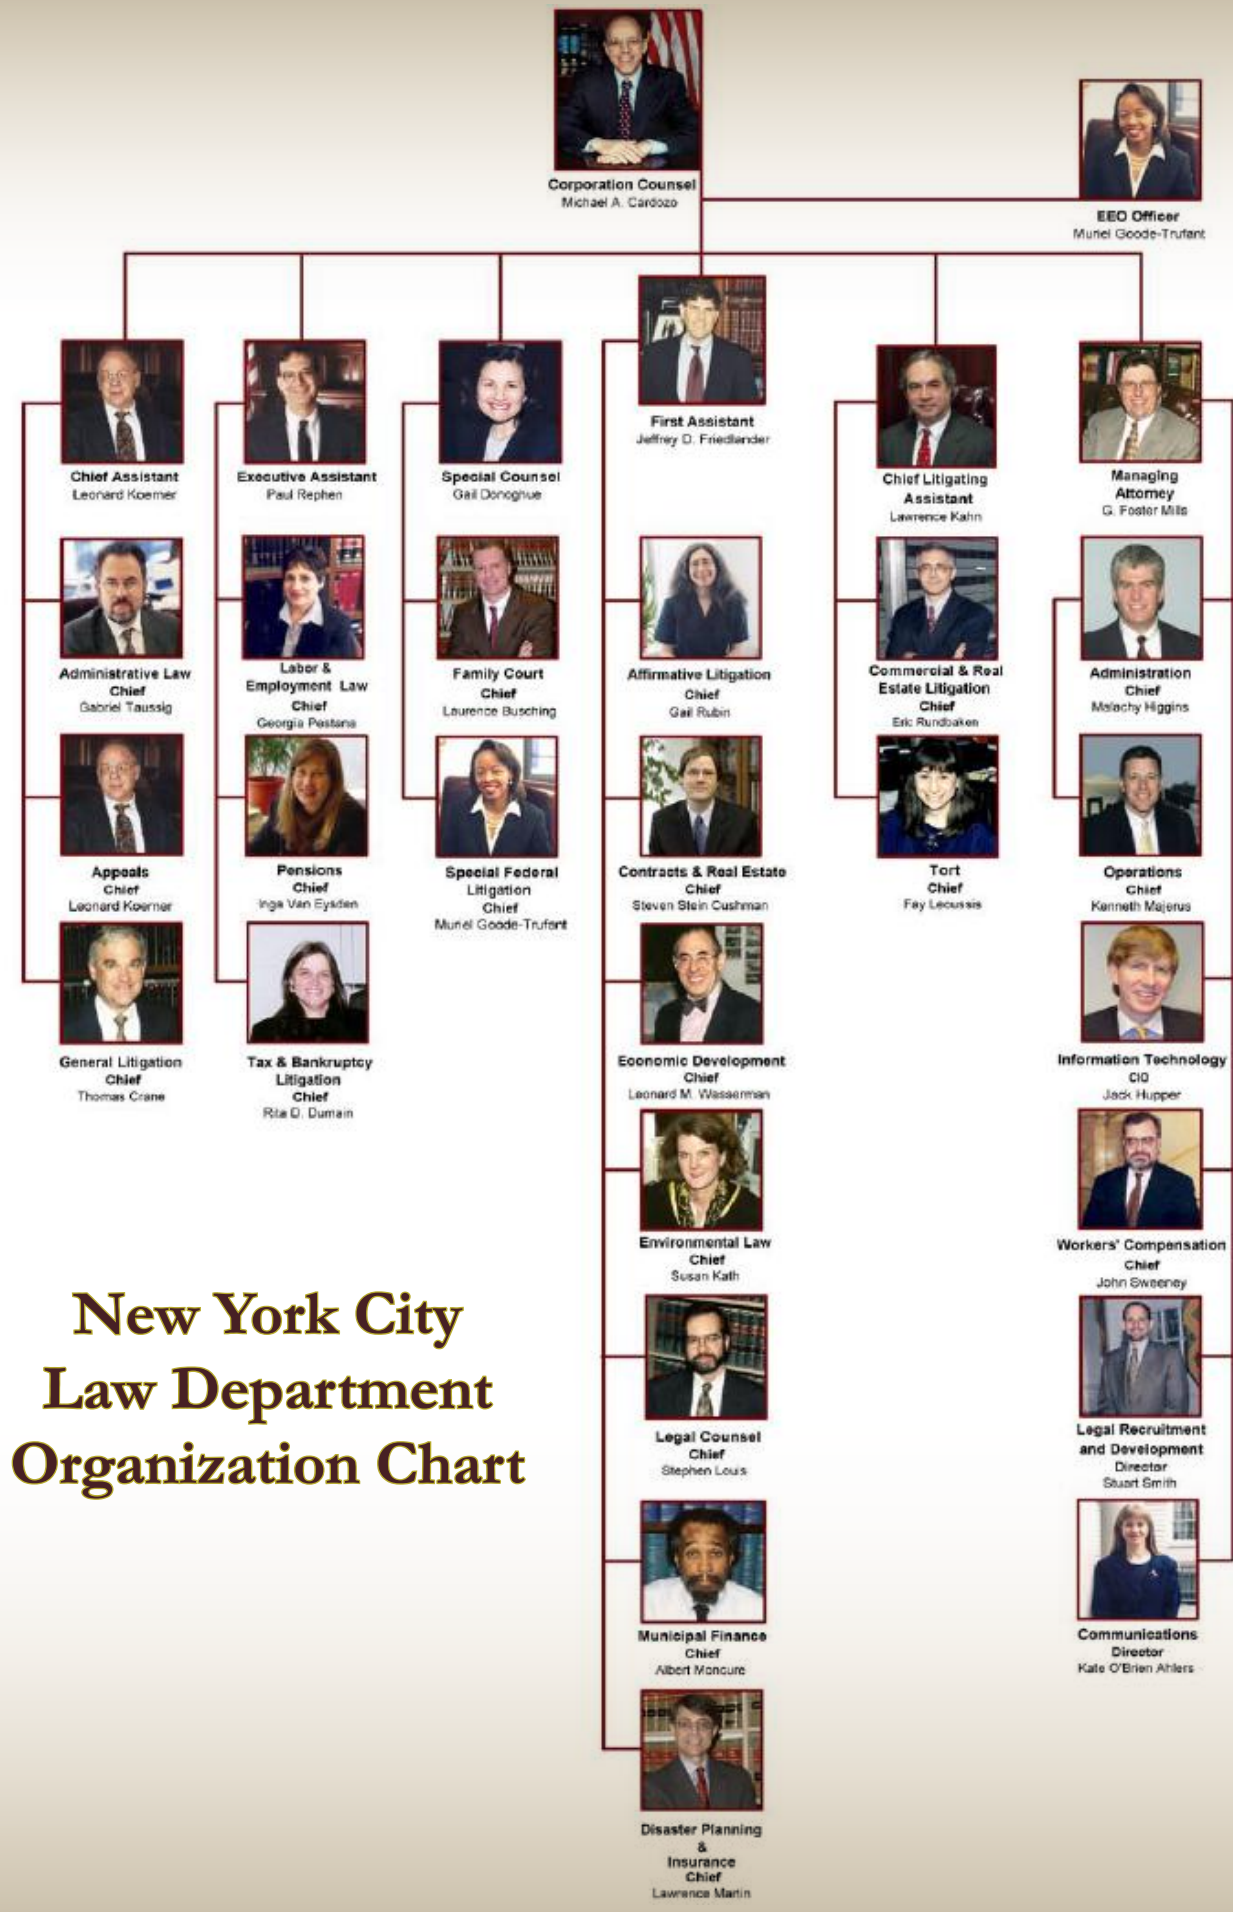 Corporation Counsel
Michael A. Cardozo
EEO Officer
Muriel Goode-Trufant
First Assistant
Jeffrey D. Friedlander
Chief Assistant
Leonard Koerner
Executive Assistant
Paul Rephen
Special Counsel
Gail Donoghue
Chief Litigating
Assistant
Lawrence Kahn
Managing
Attorney
G. Foster Mills
Administrative Law
Chief
Gabriel Taussig
Labor &
Employment Law
Chief
Georgia Pestana
Family Court
Chief
Laurence Busching
Affirmative Litigation
Chief
Gail Rubin
Commercial & Real
Estate Litigation
Chief
Eric Rundbaken
Administration
Chief
Malachy Higgins
Appeals
Chief
Leonard Koerner
Pensions
Chief
Inga Van Eysden
Special Federal
Litigation
Chief
Muriel Goode-Trufant
Contracts & Real Estate
Chief
Steven Stein Cushman
Tort
Chief
Fay Leoussis
Operations
Chief
Kenneth Majerus
General Litigation
Chief
Thomas Crane
Tax & Bankruptcy
Litigation
Chief
Rita D. Dumain
Economic Development
Chief
Leonard M. Wasserman
Information Technology
CIO
Jack Hupper
Environmental Law
Chief
Susan Kath
Workers' Compensation
Chief
John Sweeney
New York City
Law Department
Organization Chart
Legal Counsel
Chief
Stephen Louis
Legal Recruitment
and Development
Director
Stuart Smith
Municipal Finance
Chief
Albert Moncure
Communications
Director
Kate O'Brien Ahlers
Disaster Planning
&
Insurance
Chief
Lawrence Martin